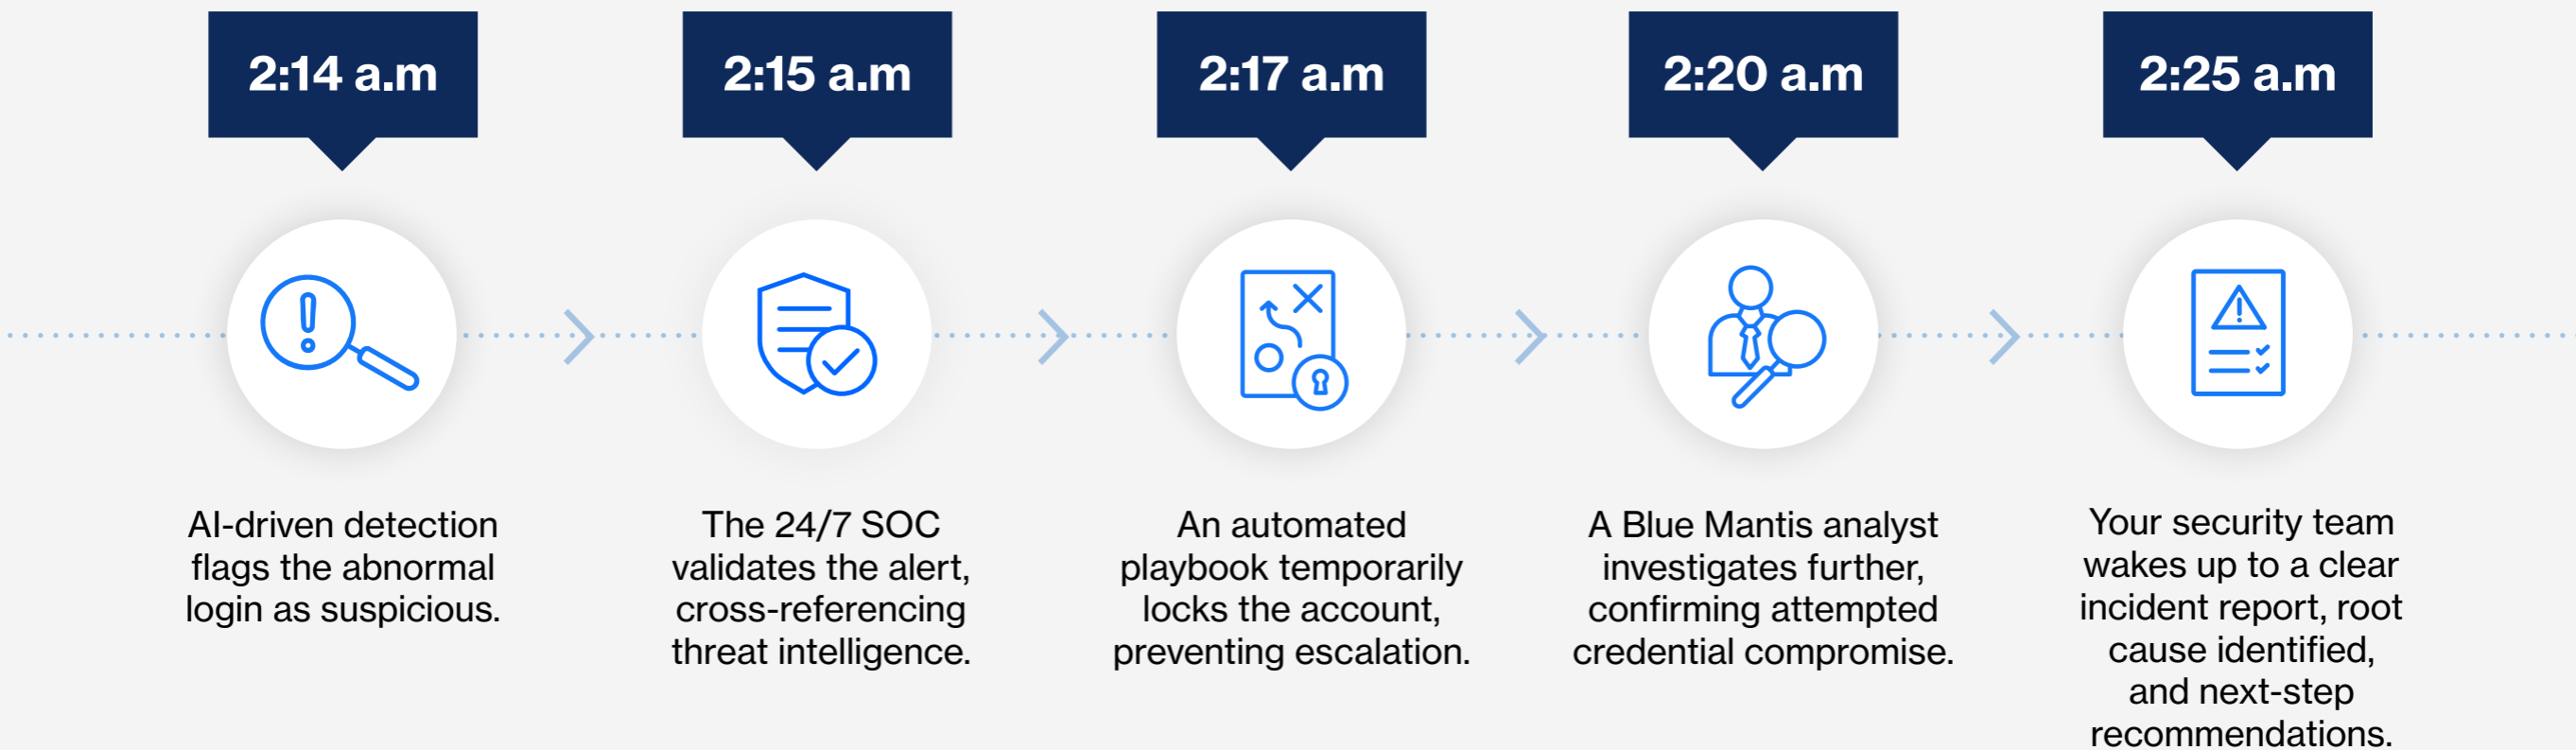 2:14 a.m
AI-driven detection
flags the abnormal
login as suspicious.
2:15 a.m
The 24/7 SOC
validates the alert,
cross-referencing
threat intelligence.
2:17 a.m
An automated
playbook temporarily
locks the account,
preventing escalation.
2:20 a.m
A Blue Mantis analyst
investigates further,
confirming attempted
credential compromise.
2:25 a.m
Your security team
wakes up to a clear
incident report, root
cause identified,
and next-step
recommendations.